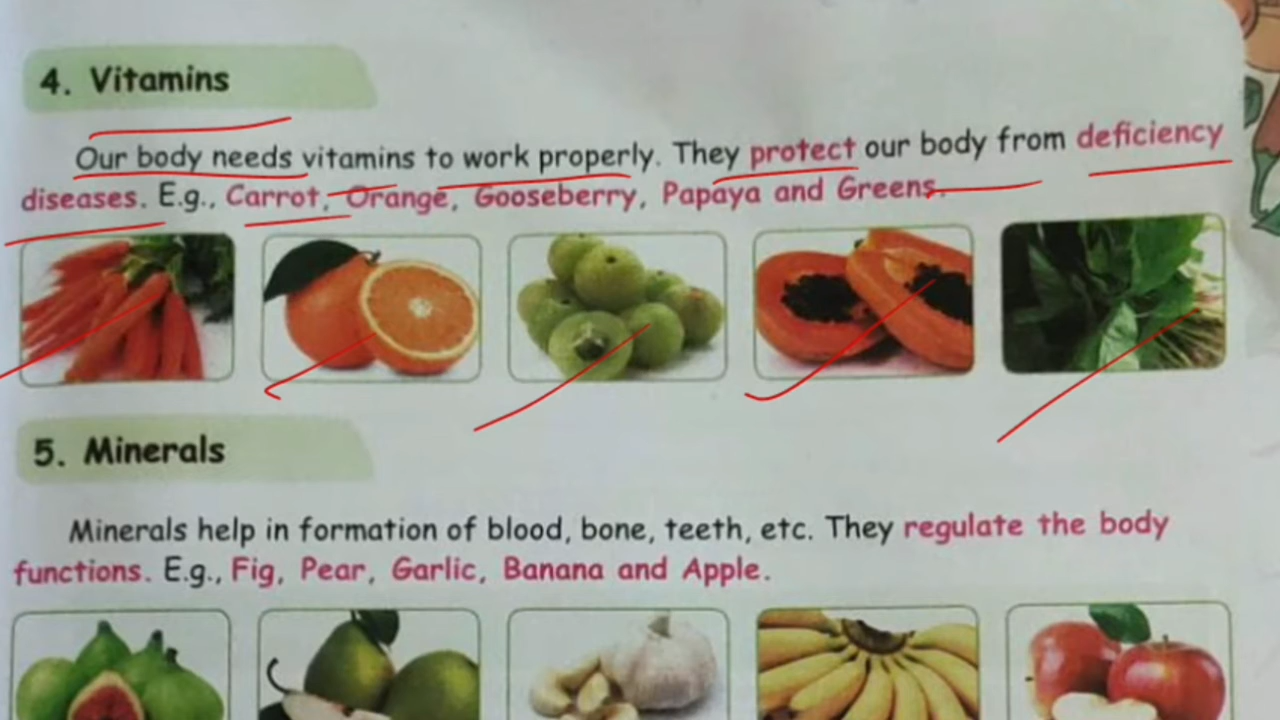 4. Vitamins
Our body needs vitamins to work properly. They protect our body from deficiency
diseases. E.g., Carrot, Orange, Gooseberry, Papaya and Greens.
5. Minerals
Minerals help in formation of blood, bone, teeth, etc. They regulate the body
functions. E.g., Fig, Pear, Garlic, Banana and Apple.